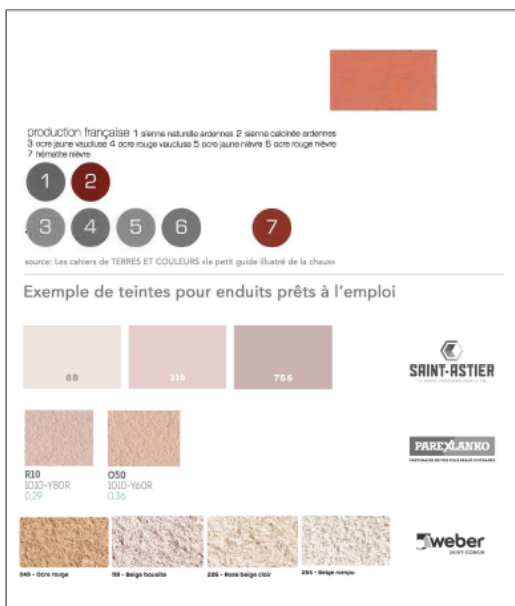 production française 1 sienne naturelle ardennes 2 sienne calcinée ardennes
3 ocre jaune vaucluse 4 ocre rouge vaucluse 5 ocre jaune nièvre 6 ocre rouge nièvre
7 hématite nièvre
1 2
3 4 5 6 7
source: Les cahiers de TERRES ET COULEURS «le petit guide illustré de la chaux»
Exemple de teintes pour enduits prêts à l'emploi
88 315 766
SAINT-ASTIER
PAREXLANKO
R10 O50
1010-Y80R 1010-Y60R
0,29 0,36
weber
SAINT-GOBAIN
049 - Ocre rouge
- Beige bauxite
- Rose beige clair
- Beige rompu